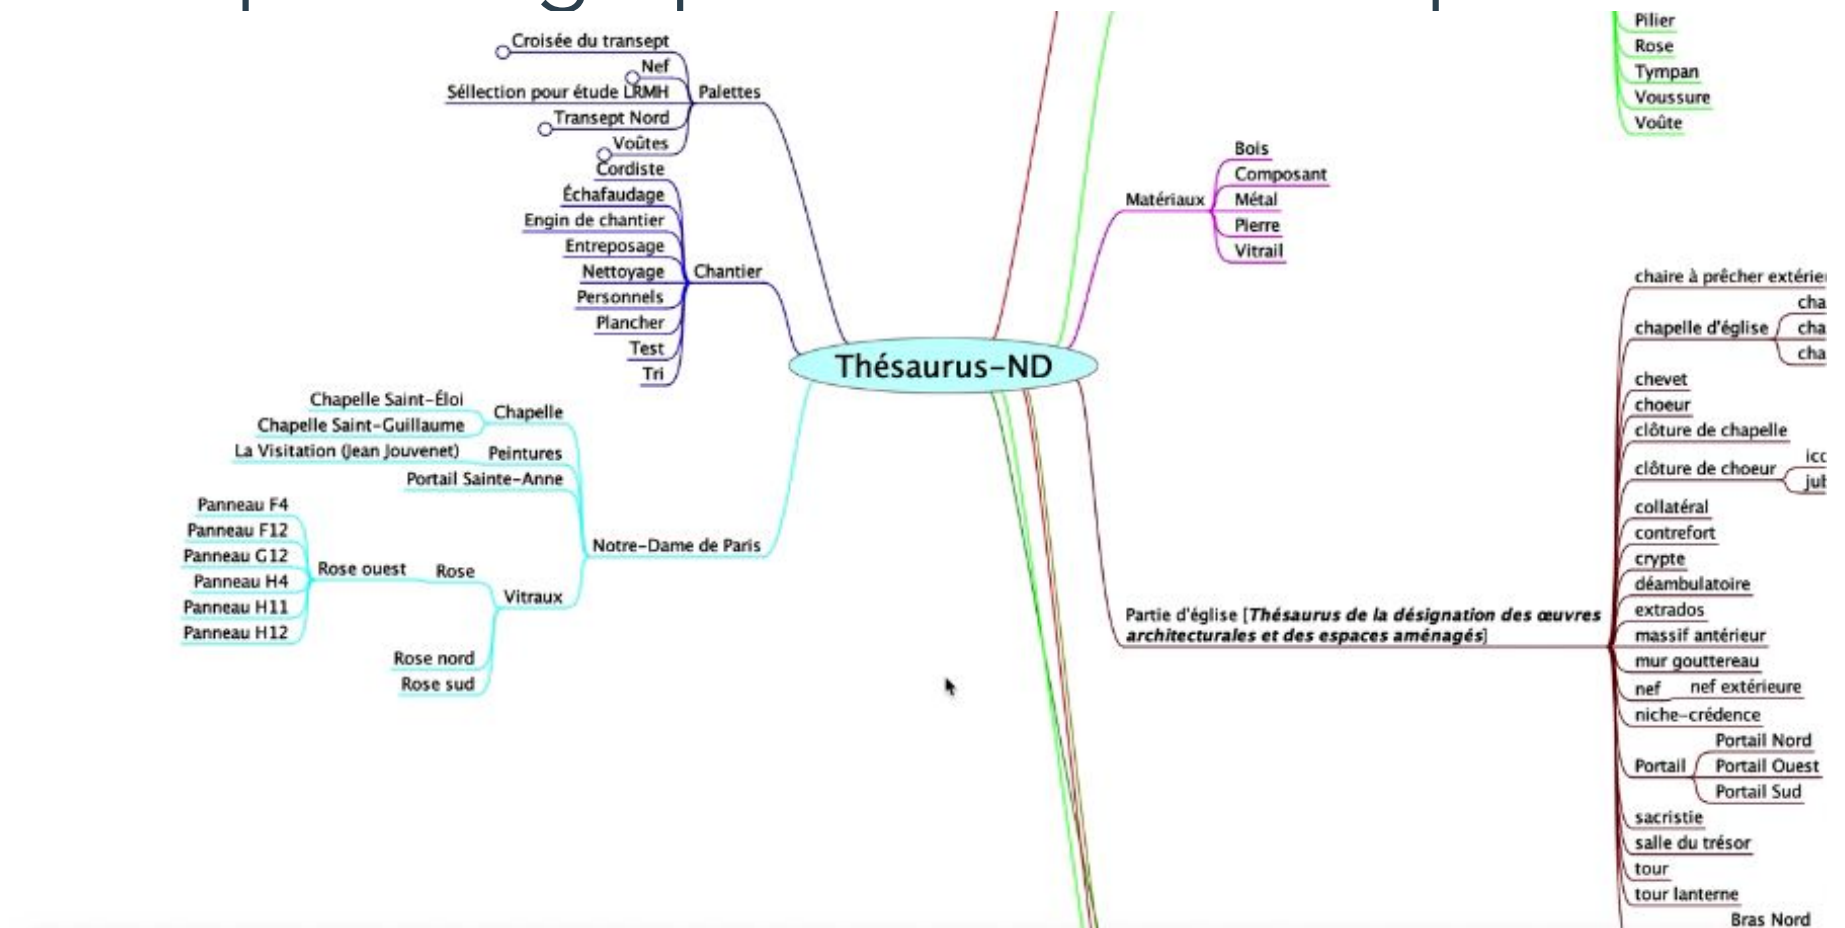 Croisée du transept
Nef
Séllection pour étude LRMH
Transept Nord
Voûtes
Palettes
Cordiste
Échafaudage
Engin de chantier
Entreposage
Nettoyage
Personnels
Plancher
Test
Tri
Chantier
Chapelle Saint-Éloi
Chapelle Saint-Guillaume
Chapelle
La Visitation (Jean Jouvenet)
Peintures
Portail Sainte-Anne
Panneau F4
Panneau F12
Panneau G12
Panneau H4
Panneau H11
Panneau H12
Rose ouest
Rose
Rose nord
Rose sud
Vitraux
Notre-Dame de Paris
Thésaurus-ND
Pilier
Rose
Tympan
Voussure
Voûte
Matériaux
Bois
Composant
Métal
Pierre
Vitrail
Partie d'église [Thésaurus de la désignation des œuvres
architecturales et des espaces aménagés]
chaire à prêcher
chapelle d'église
chevet
choeur
clôture de chapelle
clôture de choeur
collatéral
contrefort
crypte
déambulatoire
extrados
massif antérieur
mur gouttereau
nef
nef extérieure
niche-crédence
Portail
Portail Nord
Portail Ouest
Portail Sud
sacristie
salle du trésor
tour
tour lanterne
Bras Nord